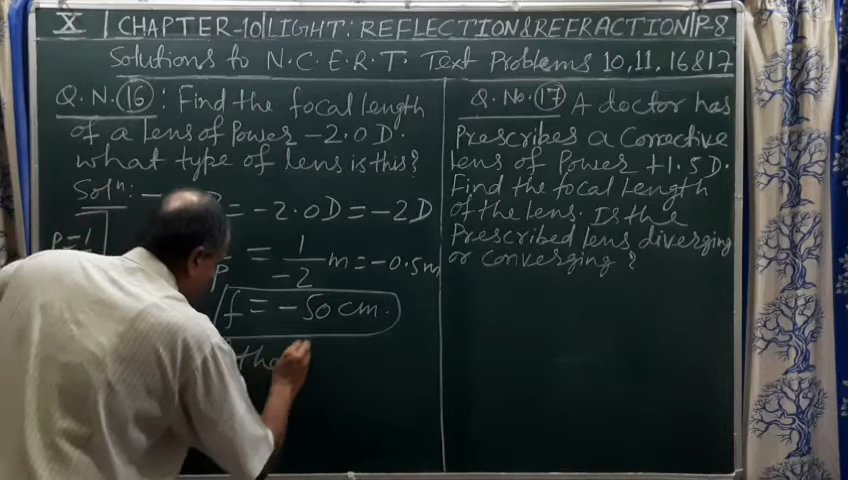 X | CHAPTER-10 | LIGHT: REFLECTION & REFRACTION | P-8
Solutions to N.C.E.R.T. Text Problems 10, 11, 16 & 17
Q.N. 16 : Find the focal length
of a lens of Power -2.0 D.
what type of lens is this?
Solⁿ: -
= -2.0D = -2D
P = 1
P = 1/-2 m = -0.5m
f = -50 cm.
Q. No. 17 A doctor has
Prescribes a Corrective
lens of Power +1.5 D.
Find the focal length
of the lens. Is the
Prescribed lens diverging
or converging ?